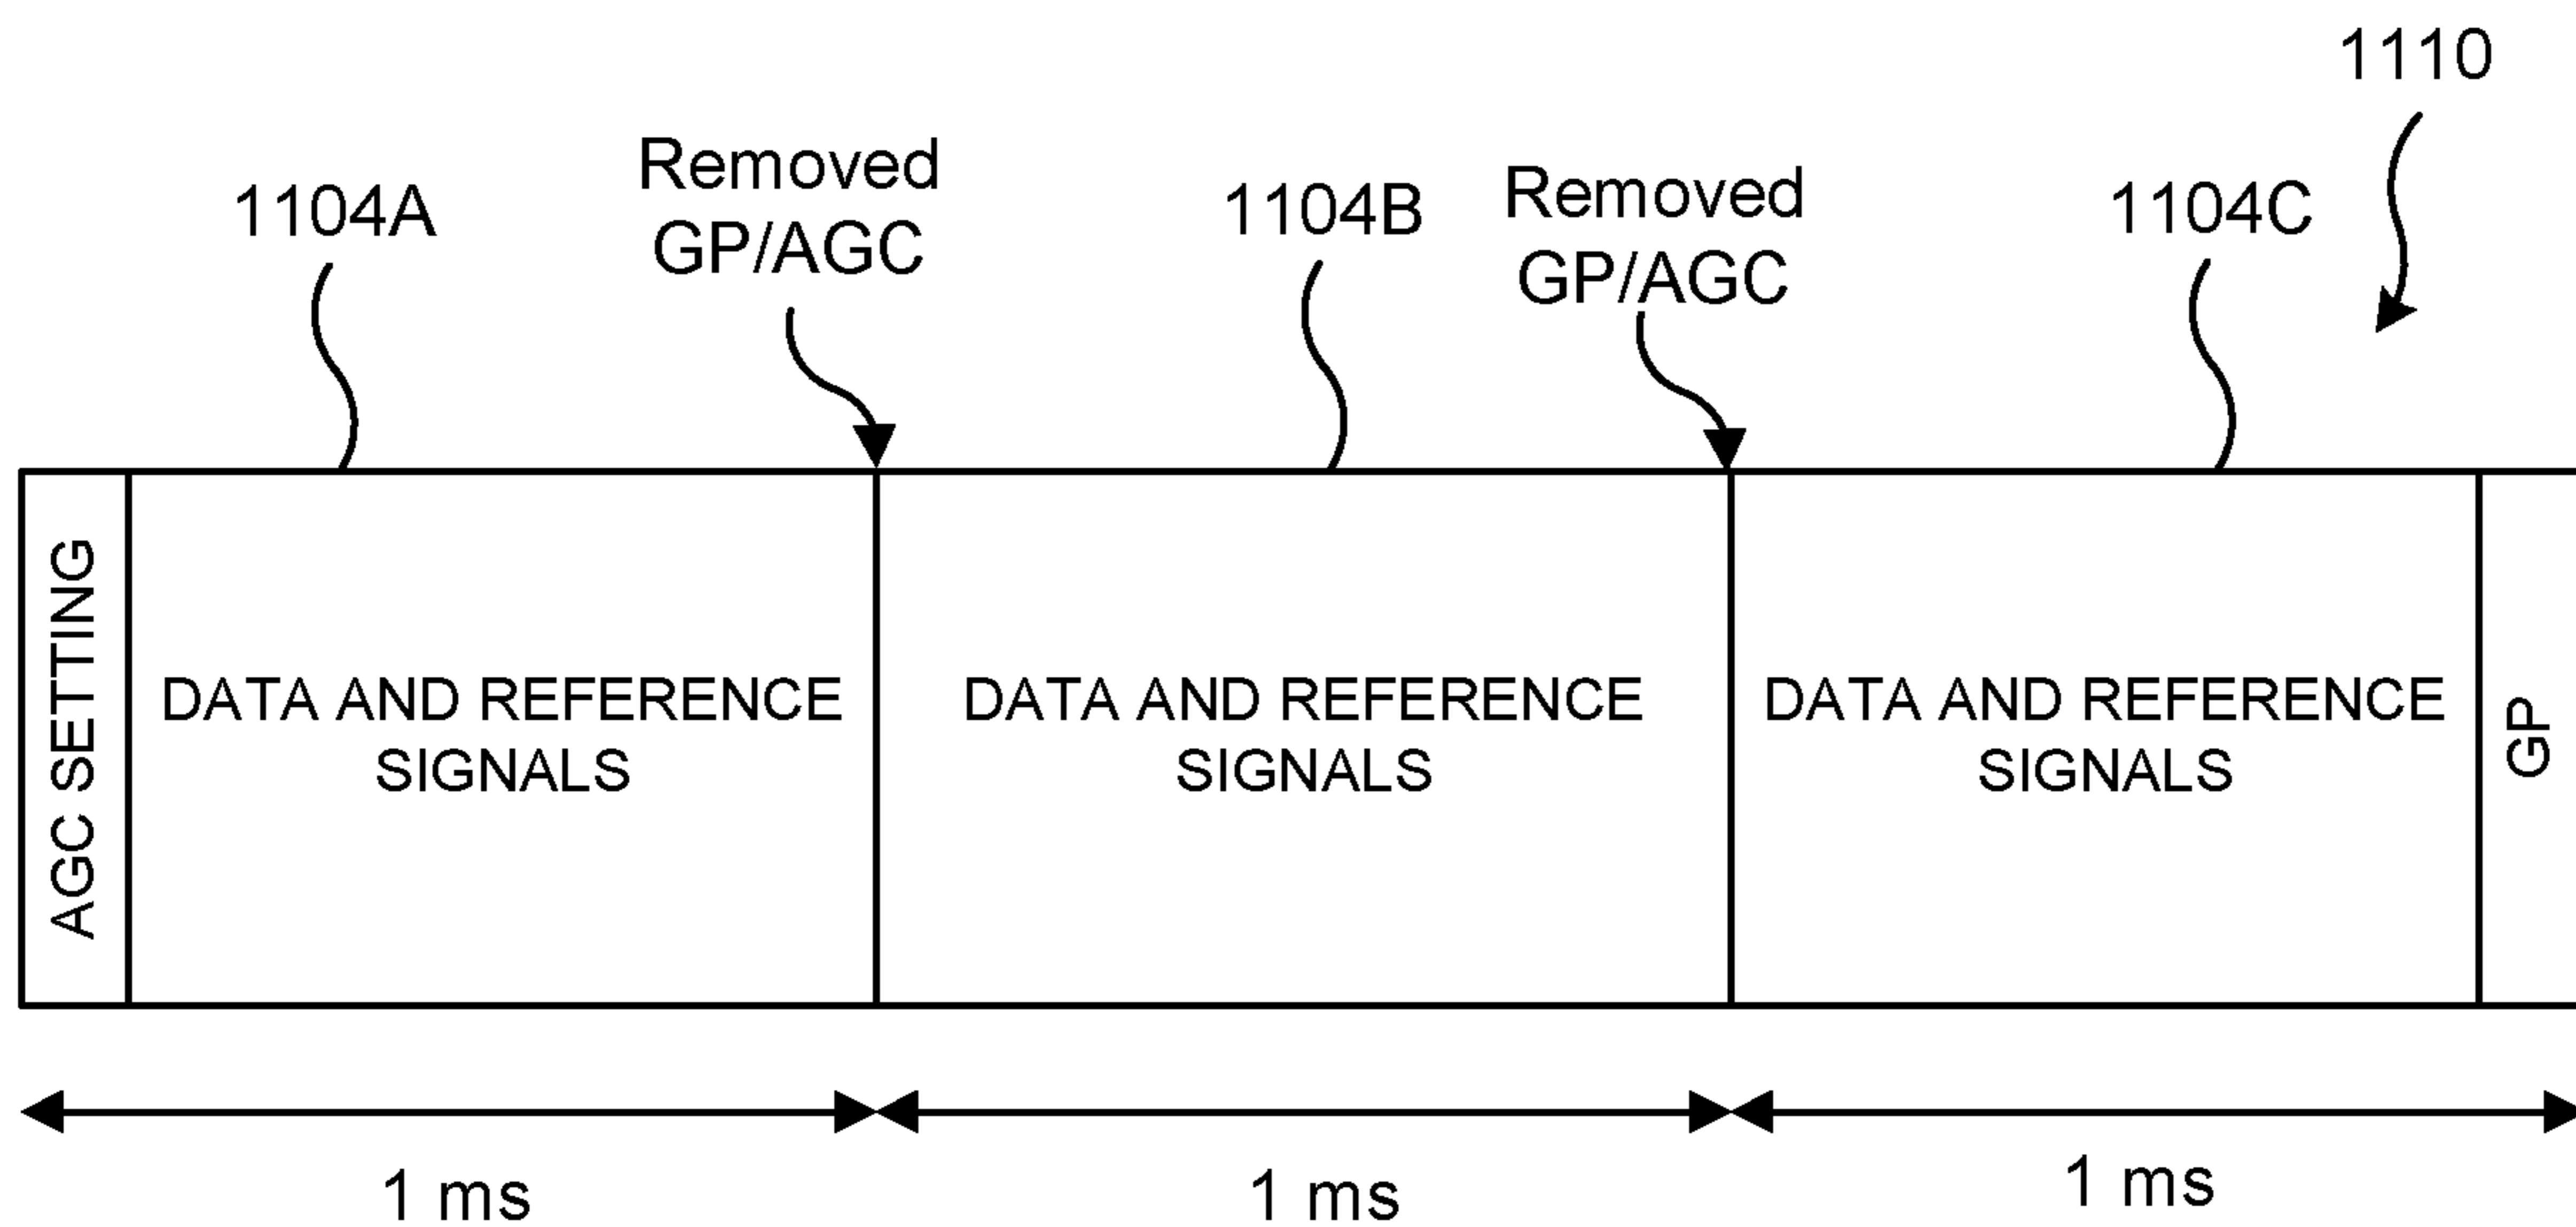 1110
1104A
Removed
GP/AGC
1104B
Removed
GP/AGC
1104C
AGC SETTING
DATA AND REFERENCE
SIGNALS
DATA AND REFERENCE
SIGNALS
DATA AND REFERENCE
SIGNALS
GP
1 ms
1 ms
1 ms